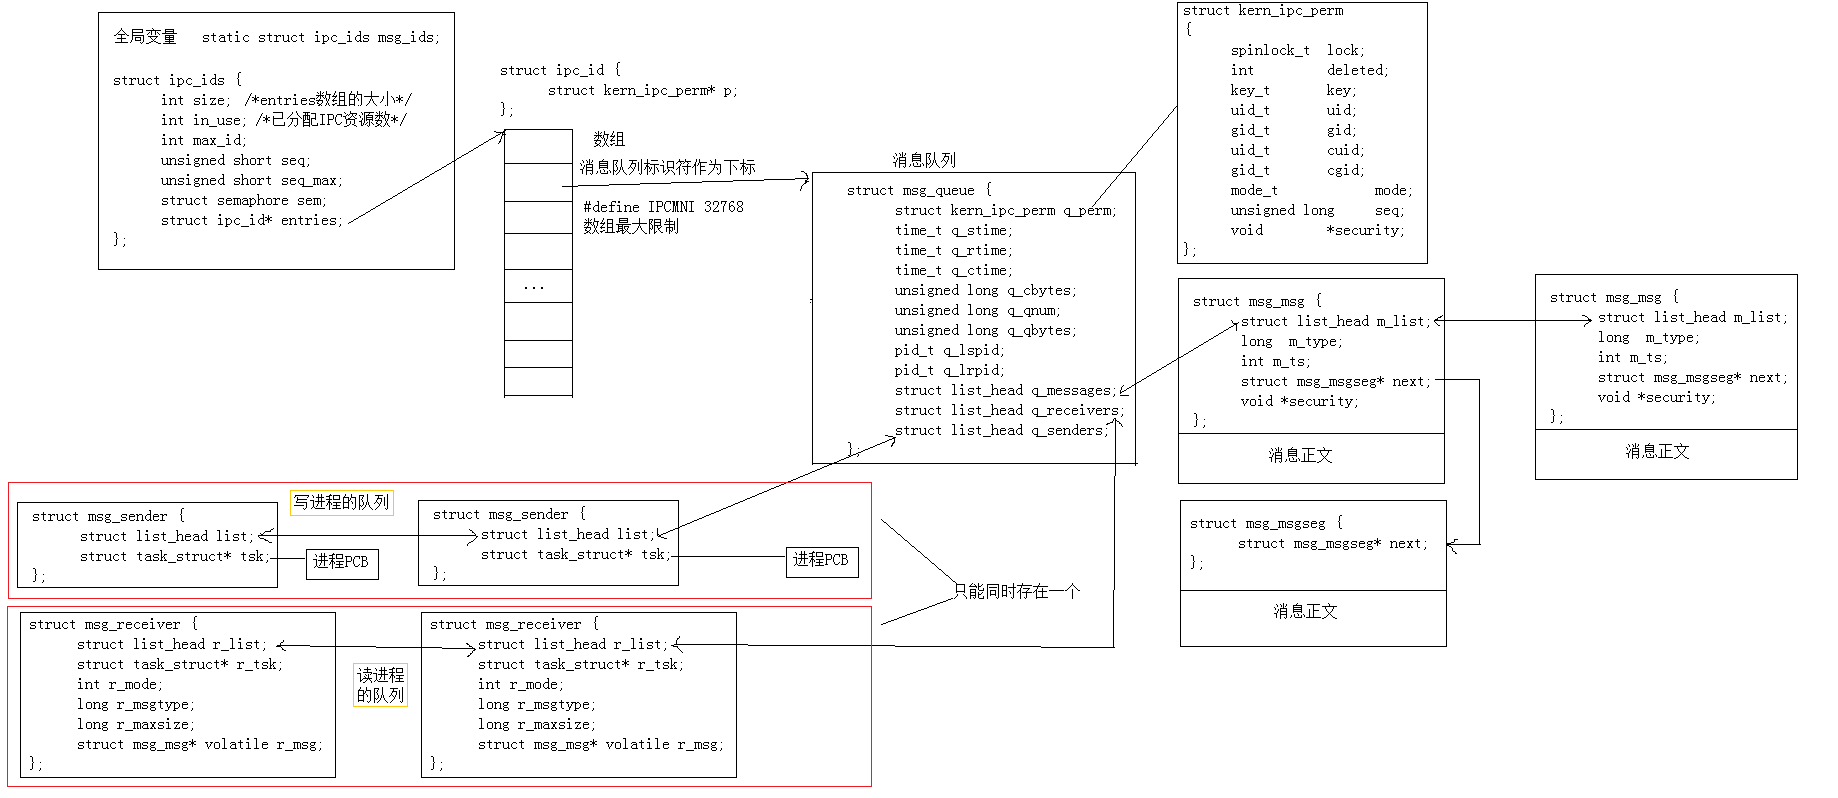 全局变量 static struct ipc_ids msg_ids;
struct ipc_ids {
int size; /*entries数组的大小*/
int in_use; /*已分配IPC资源数*/
int max_id;
unsigned short seq;
unsigned short seq_max;
struct semaphore sem;
struct ipc_id* entries;
};
struct ipc_id {
struct kern_ipc_perm* p;
};
数组
消息队列标识符作为下标
#define IPCMNI 32768
数组最大限制
...
消息队列
struct msg_queue {
struct kern_ipc_perm q_perm;
time_t q_stime;
time_t q_rtime;
time_t q_ctime;
unsigned long q_cbytes;
unsigned long q_qnum;
unsigned long q_qbytes;
pid_t q_lspid;
pid_t q_lrpid;
struct list_head q_messages;
struct list_head q_receivers;
struct list_head q_senders;
};
struct kern_ipc_perm
{
spinlock_t lock;
int deleted;
key_t key;
uid_t uid;
gid_t gid;
uid_t cuid;
gid_t cgid;
mode_t mode;
unsigned long seq;
void *security;
};
struct msg_msg {
struct list_head m_list;
long m_type;
int m_ts;
struct msg_msgseg* next;
void *security;
};
消息正文
struct msg_msg {
struct list_head m_list;
long m_type;
int m_ts;
struct msg_msgseg* next;
void *security;
};
消息正文
struct msg_msgseg {
struct msg_msgseg* next;
};
消息正文
写进程的队列
struct msg_sender {
struct list_head list;
struct task_struct* tsk;
};
进程PCB
struct msg_sender {
struct list_head list;
struct task_struct* tsk;
};
进程PCB
只能同时存在一个
struct msg_receiver {
struct list_head r_list;
struct task_struct* r_tsk;
int r_mode;
long r_msgtype;
long r_maxsize;
struct msg_msg* volatile r_msg;
};
读进程
的队列
struct msg_receiver {
struct list_head r_list;
struct task_struct* r_tsk;
int r_mode;
long r_msgtype;
long r_maxsize;
struct msg_msg* volatile r_msg;
};